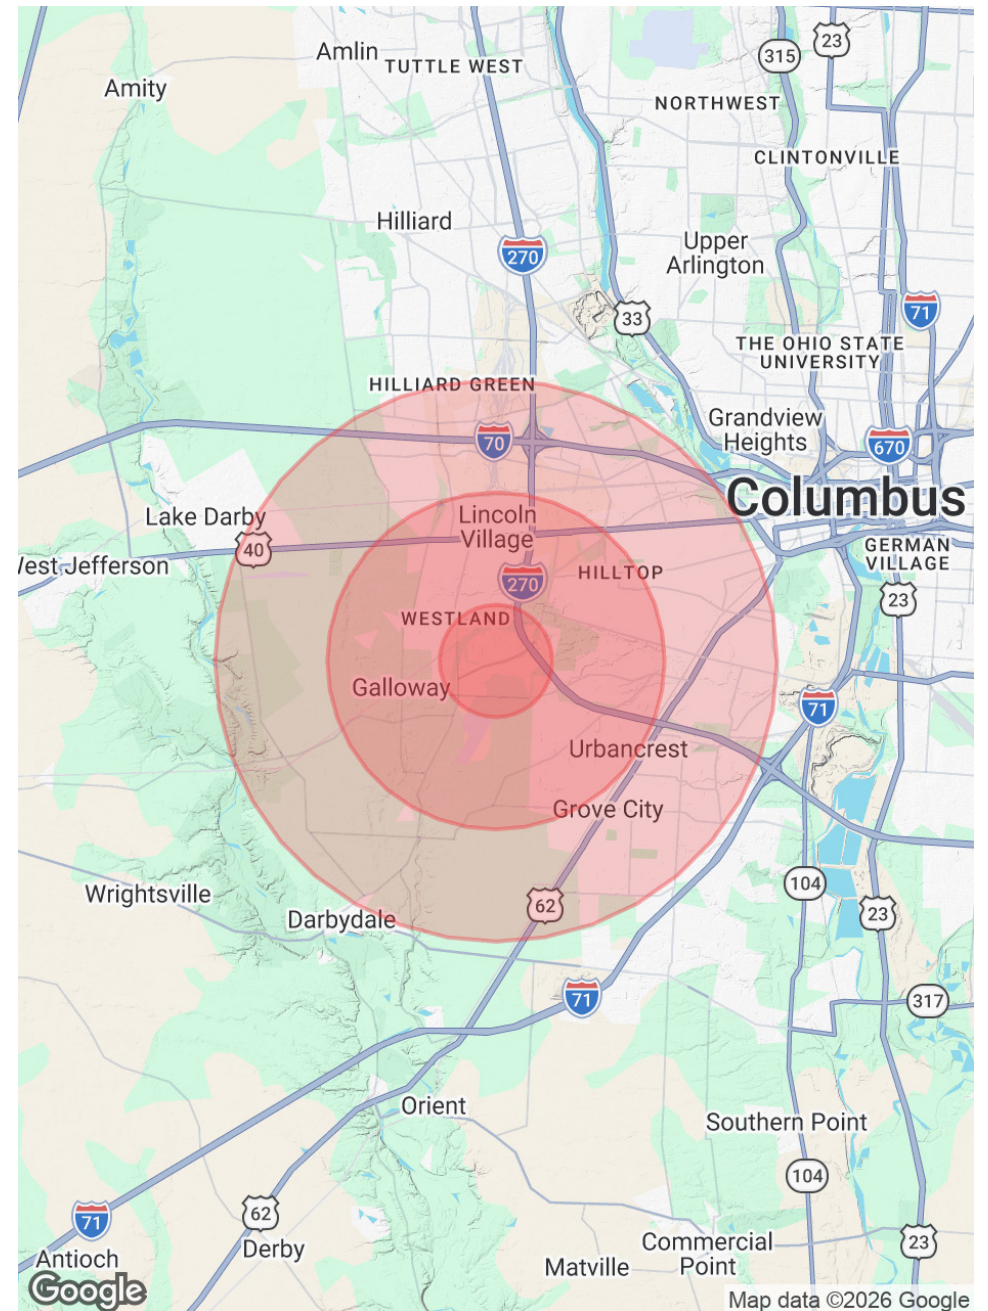 Amlin
TUTTLE WEST
315
23
Amity
NORTHWEST
CLINTONVILLE
Hilliard
Upper
Arlington
270
71
33
THE OHIO STATE
UNIVERSITY
HILLIARD GREEN
Grandview
Heights
70
670
Columbus
Lincoln
Village
Lake Darby
40
GERMAN
VILLAGE
West Jefferson
HILLTOP
270
23
WESTLAND
Galloway
71
Urbancrest
Grove City
104
Wrightsville
62
23
Darbydale
71
317
Orient
Southern Point
104
62
71
Derby
Commercial
Point
23
Antioch
Matville
Google
Map data ©2026 Google